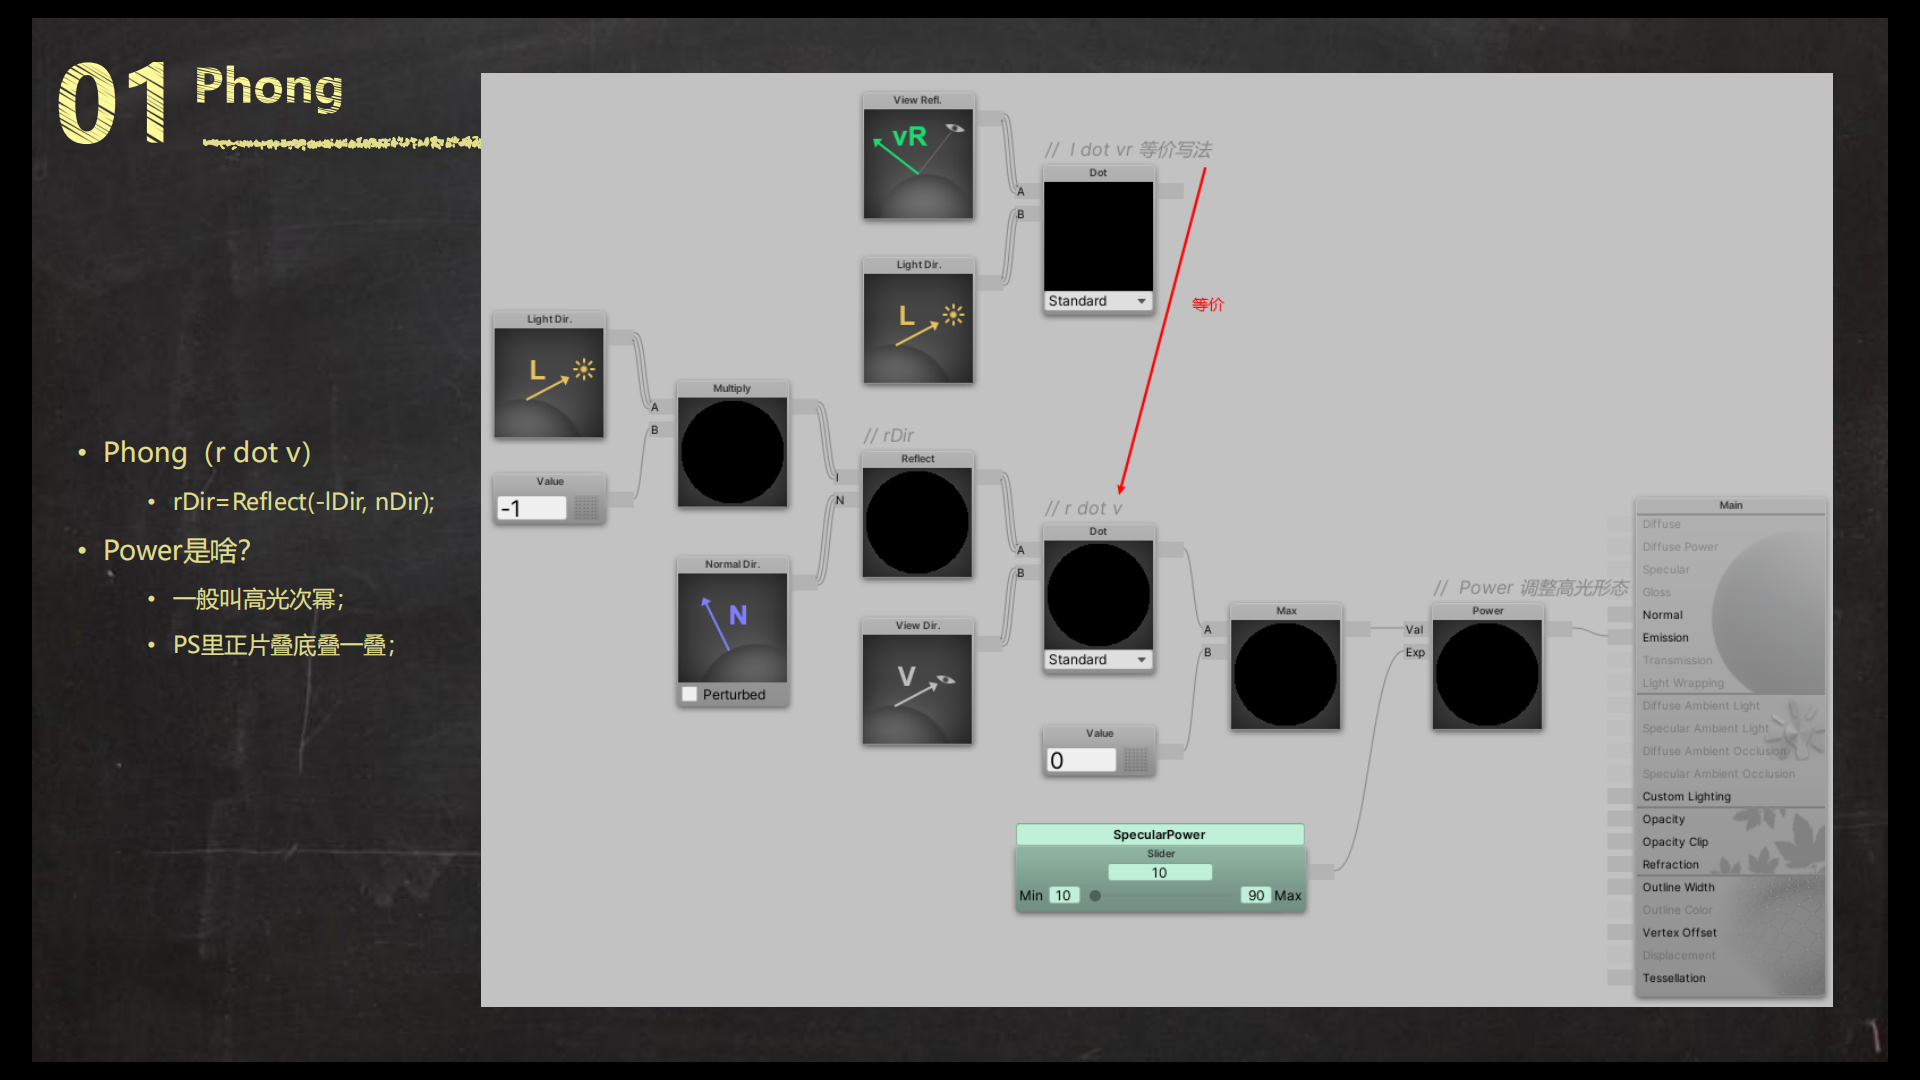 01 Phong
• Phong（r dot v）
• rDir=Reflect(-lDir, nDir);
• Power是啥？
• 一般叫高光次幂；
• PS里正片叠底叠一叠；
View Refl.
vR
// l dot vr 等价写法
Dot
A
B
Standard
Light Dir.
L
等价
Light Dir.
L
Value
-1
Multiply
A
B
Normal Dir.
N
Perturbed
// rDir
Reflect
I
N
View Dir.
V
// r dot v
Dot
A
B
Standard
Value
0
SpecularPower
Slider
10
Min 10 90 Max
Max
A
B
// Power 调整高光形态
Power
Val
Exp
Main
Diffuse
Diffuse Power
Specular
Gloss
Normal
Emission
Transmission
Light Wrapping
Diffuse Ambient Light
Specular Ambient Light
Diffuse Ambient Occlusion
Specular Ambient Occlusion
Custom Lighting
Opacity
Opacity Clip
Refraction
Outline Width
Outline Color
Vertex Offset
Displacement
Tessellation